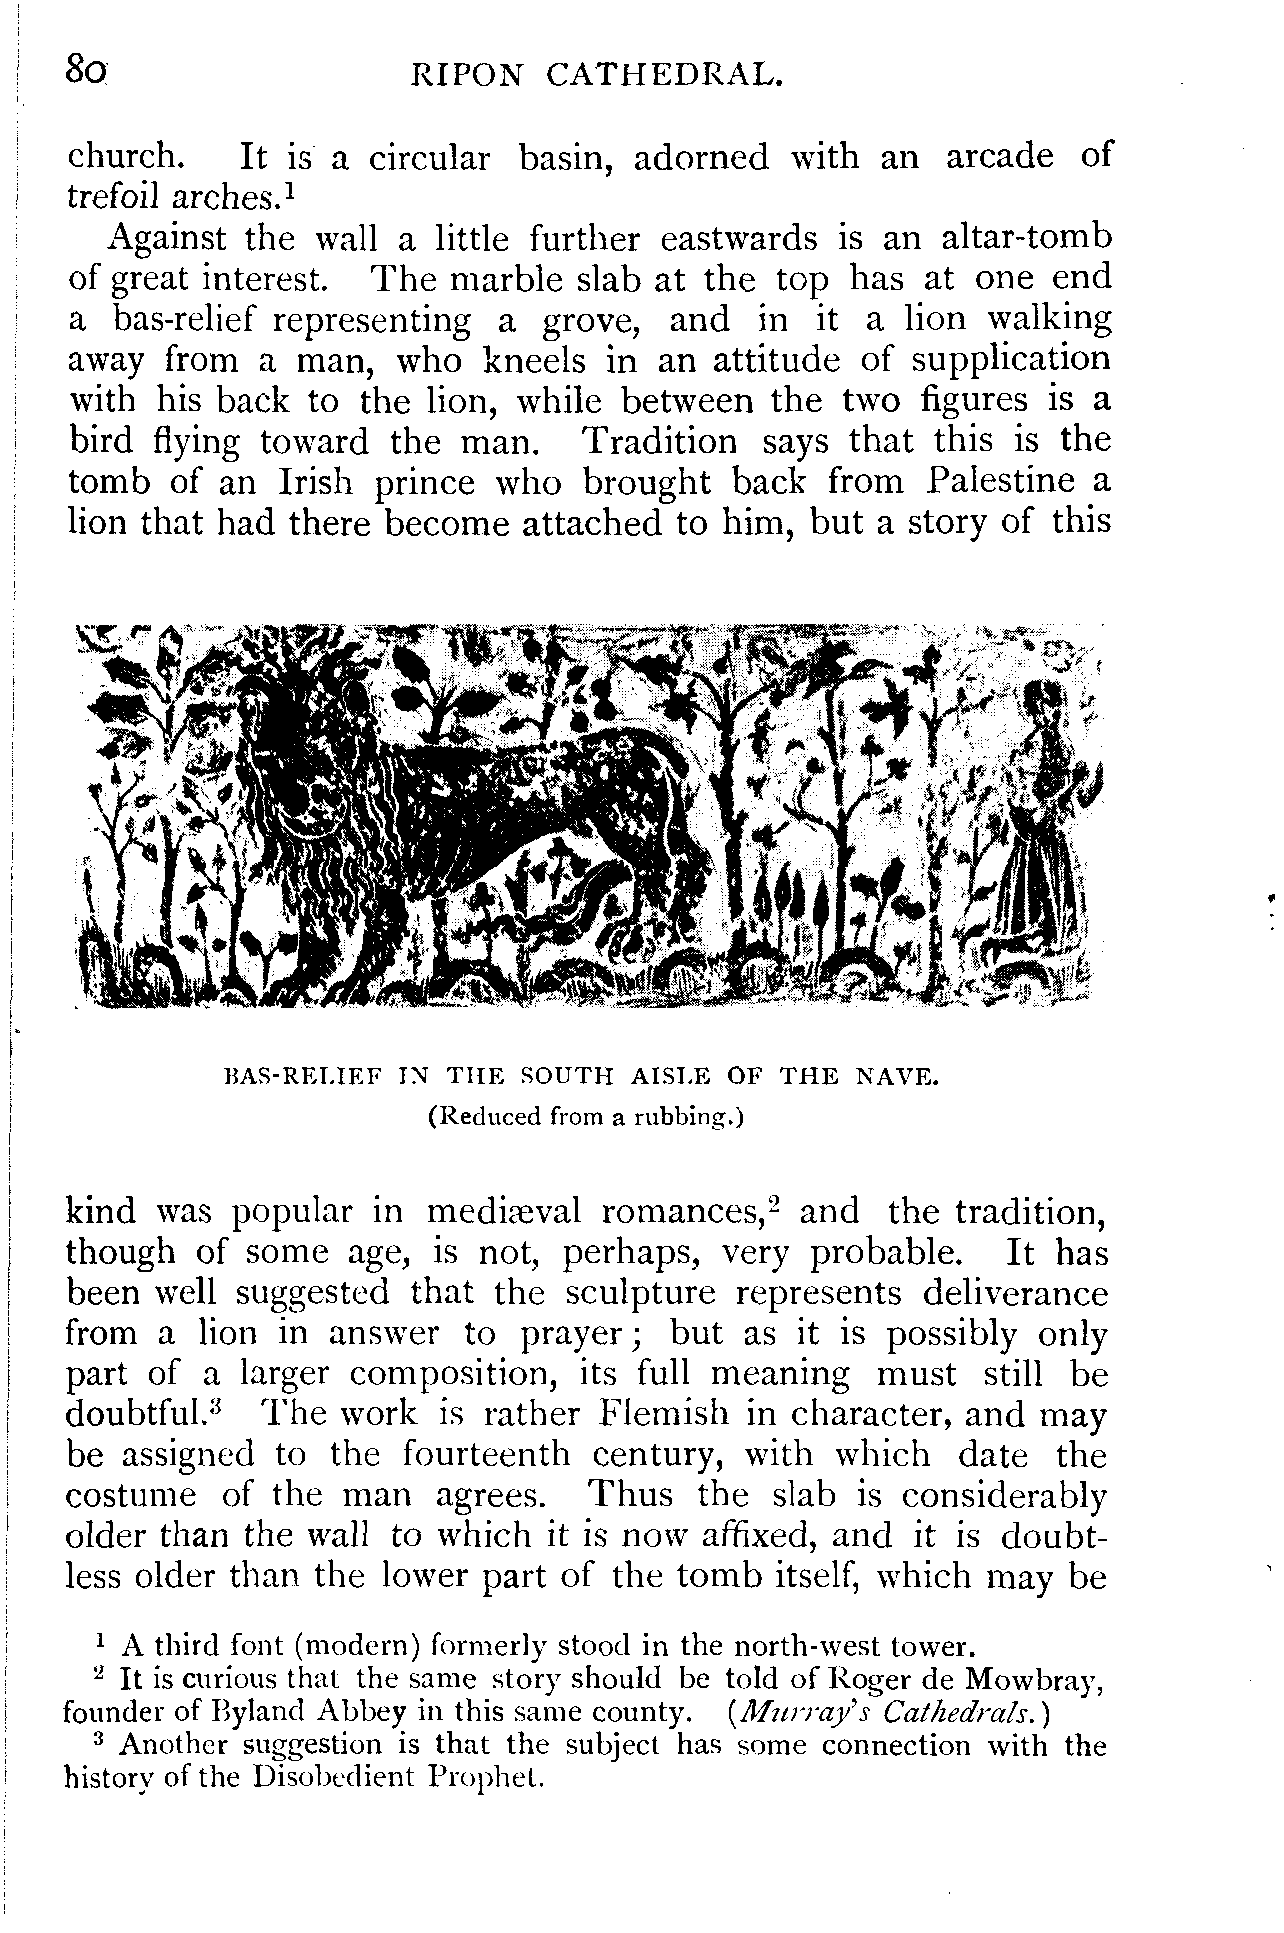 80
RIPON CATHEDRAL.
church. It is a circular basin, adorned with an arcade of
trefoil arches.¹
Against the wall a little further eastwards is an altar-tomb
of great interest. The marble slab at the top has at one end
a bas-relief representing a grove, and in it a lion walking
away from a man, who kneels in an attitude of supplication
with his back to the lion, while between the two figures is a
bird flying toward the man. Tradition says that this is the
tomb of an Irish prince who brought back from Palestine a
lion that had there become attached to him, but a story of this
BAS-RELIEF IN THE SOUTH AISLE OF THE NAVE.
(Reduced from a rubbing.)
kind was popular in mediæval romances,² and the tradition,
though of some age, is not, perhaps, very probable. It has
been well suggested that the sculpture represents deliverance
from a lion in answer to prayer; but as it is possibly only
part of a larger composition, its full meaning must still be
doubtful.³ The work is rather Flemish in character, and may
be assigned to the fourteenth century, with which date the
costume of the man agrees. Thus the slab is considerably
older than the wall to which it is now affixed, and it is doubt-
less older than the lower part of the tomb itself, which may be
¹ A third font (modern) formerly stood in the north-west tower.
² It is curious that the same story should be told of Roger de Mowbray,
founder of Byland Abbey in this same county. (Murray's Cathedrals.)
³ Another suggestion is that the subject has some connection with the
history of the Disobedient Prophet.